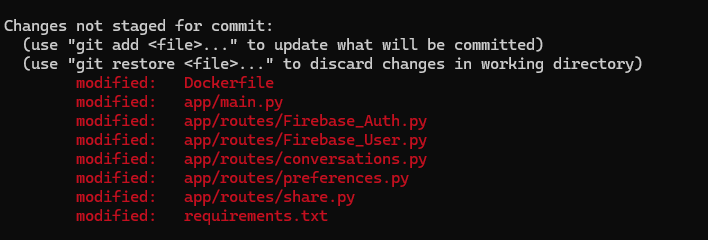 Changes not staged for commit:
  (use "git add <file>..." to update what will be committed)
  (use "git restore <file>..." to discard changes in working directory)
        modified:   Dockerfile
        modified:   app/main.py
        modified:   app/routes/Firebase_Auth.py
        modified:   app/routes/Firebase_User.py
        modified:   app/routes/conversations.py
        modified:   app/routes/preferences.py
        modified:   app/routes/share.py
        modified:   requirements.txt